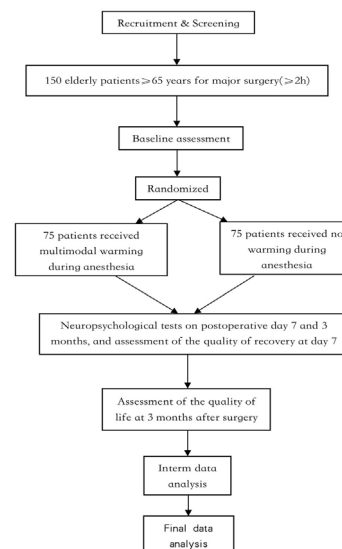 Recruitment & Screening
150 elderly patients⩾65 years for major surgery(⩾2h)
Baseline assessment
Randomized
75 patients received
multimodal warming
during anesthesia
75 patients received no
warming during
anesthesia
Neuropsychological tests on postoperative day 7 and 3
months, and assessment of the quality of recovery at day 7
Assessment of the quality of
life at 3 months after surgery
Interm data
analysis
Final data
analysis